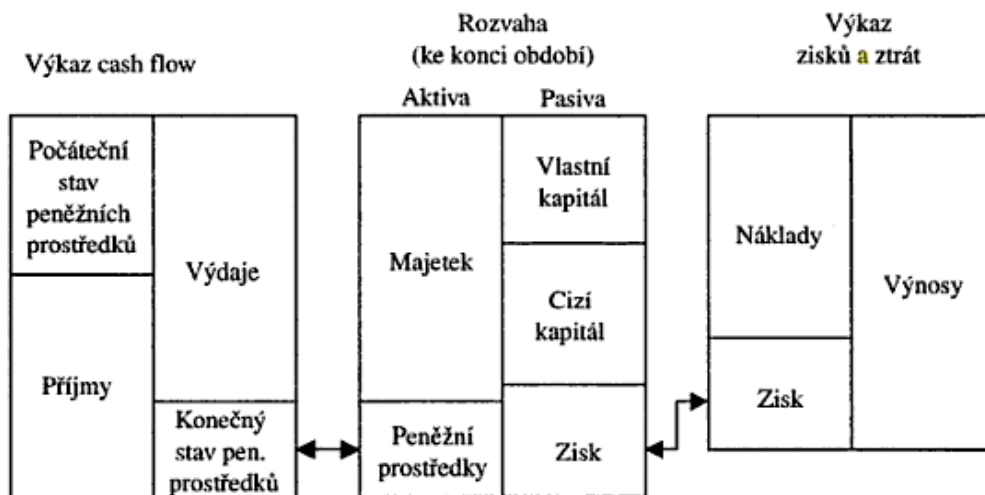 Výkaz cash flow
Počáteční
stav
peněžních
prostředků
Příjmy
Výdaje
Konečný
stav pen.
prostředků
Rozvaha
(ke konci období)
Aktiva
Pasiva
Majetek
Peněžní
prostředky
Vlastní
kapitál
Cizí
kapitál
Zisk
Výkaz
zisků a ztrát
Náklady
Zisk
Výnosy